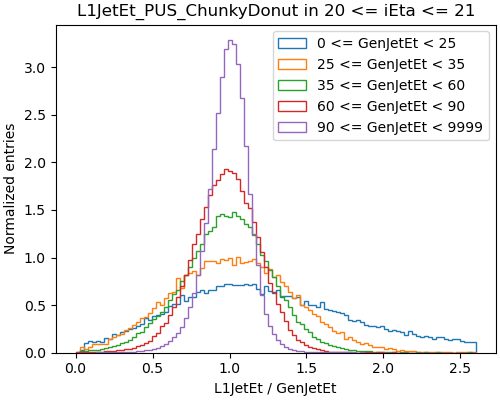 L1JetEt_PUS_ChunkyDonut in 20 <= iEta <= 21
0 <= GenJetEt < 25
25 <= GenJetEt < 35
35 <= GenJetEt < 60
60 <= GenJetEt < 90
90 <= GenJetEt < 9999
Normalized entries
3.0
2.5
2.0
1.5
1.0
0.5
0.0
0.0 0.5 1.0 1.5 2.0 2.5
L1JetEt / GenJetEt